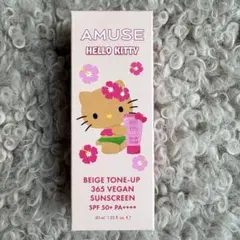 AMUSE
HELLO KITTY
BEIGE TONE-UP
365 VEGAN
SUNSCREEN
SPF 50+ PA++++